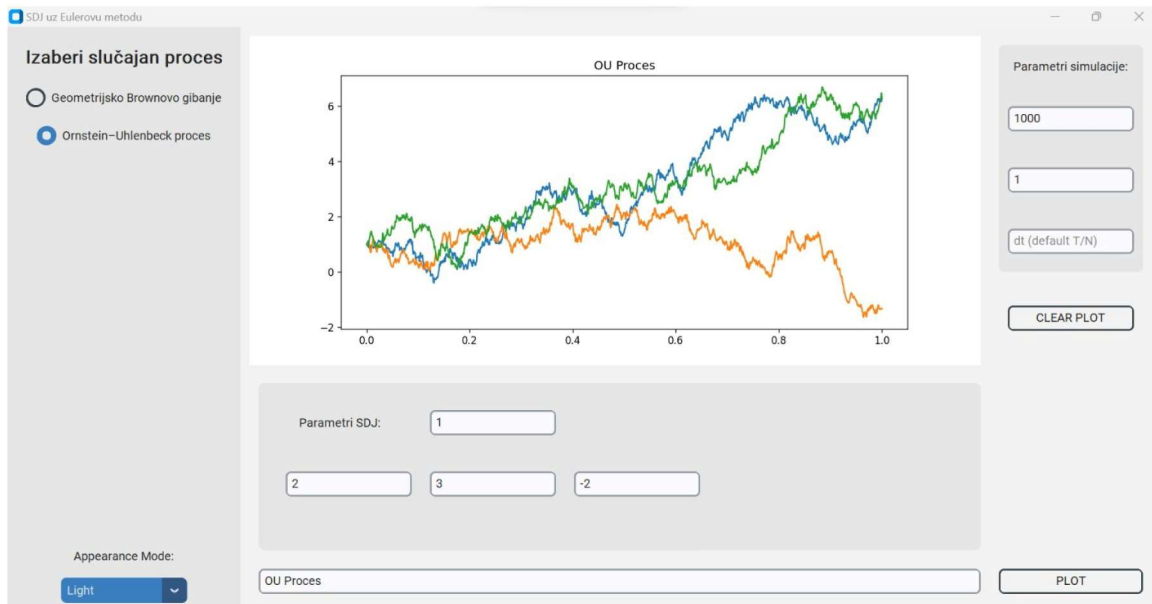 SDJ uz Eulerovu metodu
Izaberi slučajan proces
Geometrijsko Brownovo gibanje
Ornstein–Uhlenbeck proces
Appearance Mode:
Light
OU Proces
6
4
2
0
−2
0.0 0.2 0.4 0.6 0.8 1.0
Parametri SDJ:
1
2 3 -2
OU Proces
Parametri simulacije:
1000
1
dt (default T/N)
CLEAR PLOT
PLOT